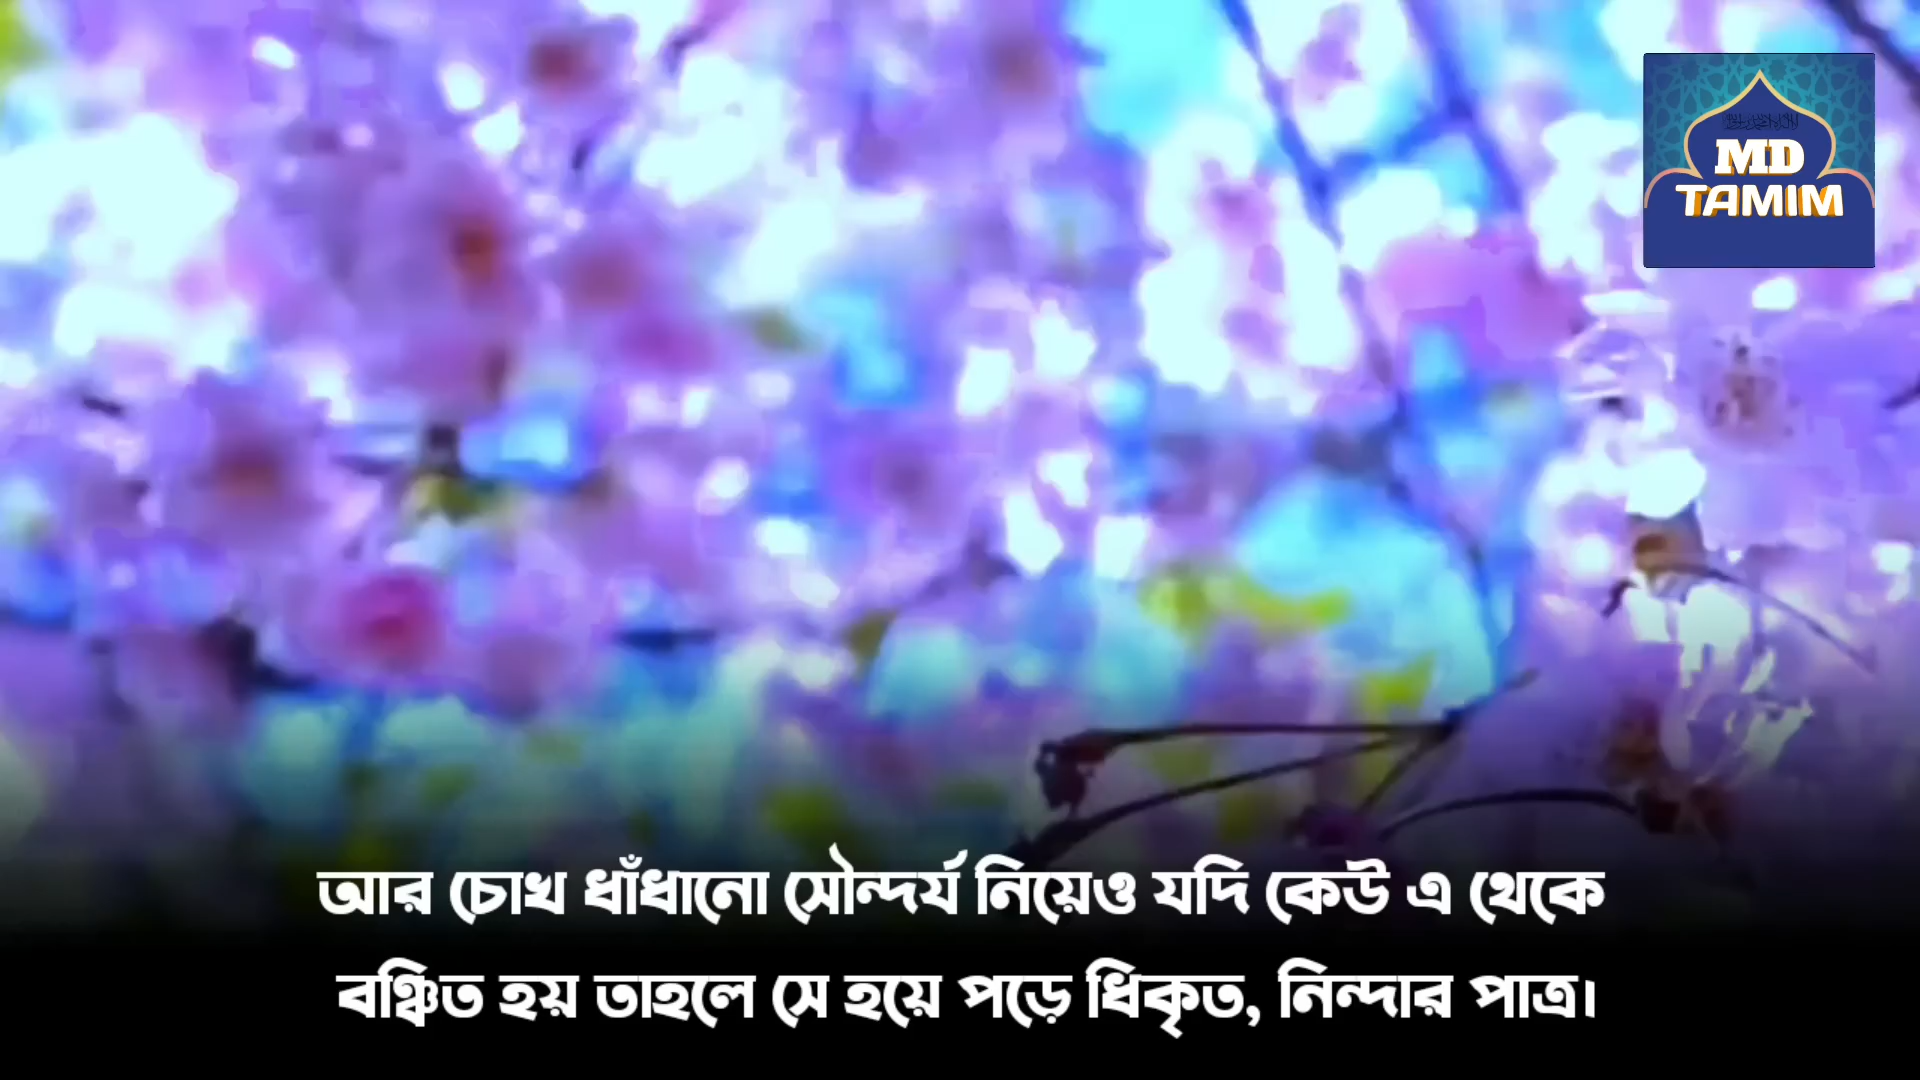 MD
TAMIM
আর চোখ ধাঁধানো সৌন্দর্য নিয়েও যদি কেউ এ থেকে
বঞ্চিত হয় তাহলে সে হয়ে পড়ে ধিকৃত, নিন্দার পাত্র।